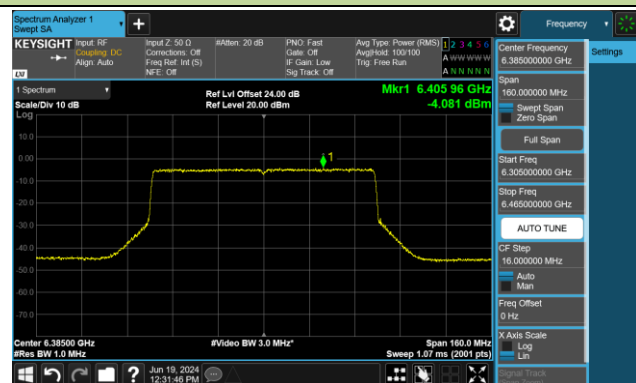 Spectrum Analyzer 1
Swept SA
+
Frequency
KEYSIGHT
Input: RF
Coupling: DC
Align: Auto
Input Z: 50 Ω
Corrections: Off
Freq Ref: Int (S)
NFE: Off
#Atten: 20 dB
PNO: Fast
Gate: Off
IF Gain: Low
Sig Track: Off
Avg Type: Power (RMS)
Avg|Hold: 100/100
Trig: Free Run
1 2 3 4 5 6
A W W W W W
A N N N N N
LXI
1 Spectrum
Scale/Div 10 dB
Log
Ref Lvl Offset 24.00 dB
Ref Level 20.00 dBm
Mkr1 6.405 96 GHz
-4.081 dBm
1
10.0
0.00
-10.0
-20.0
-30.0
-40.0
-50.0
-60.0
-70.0
Center 6.38500 GHz
#Res BW 1.0 MHz
#Video BW 3.0 MHz*
Span 160.0 MHz
Sweep 1.07 ms (2001 pts)
Jun 19, 2024
12:31:46 PM
?
Center Frequency
6.385000000 GHz
Settings
Span
160.000000 MHz
Swept Span
Zero Span
Full Span
Start Freq
6.305000000 GHz
Stop Freq
6.465000000 GHz
AUTO TUNE
CF Step
16.000000 MHz
Auto
Man
Freq Offset
0 Hz
X Axis Scale
Log
Lin
Signal Track